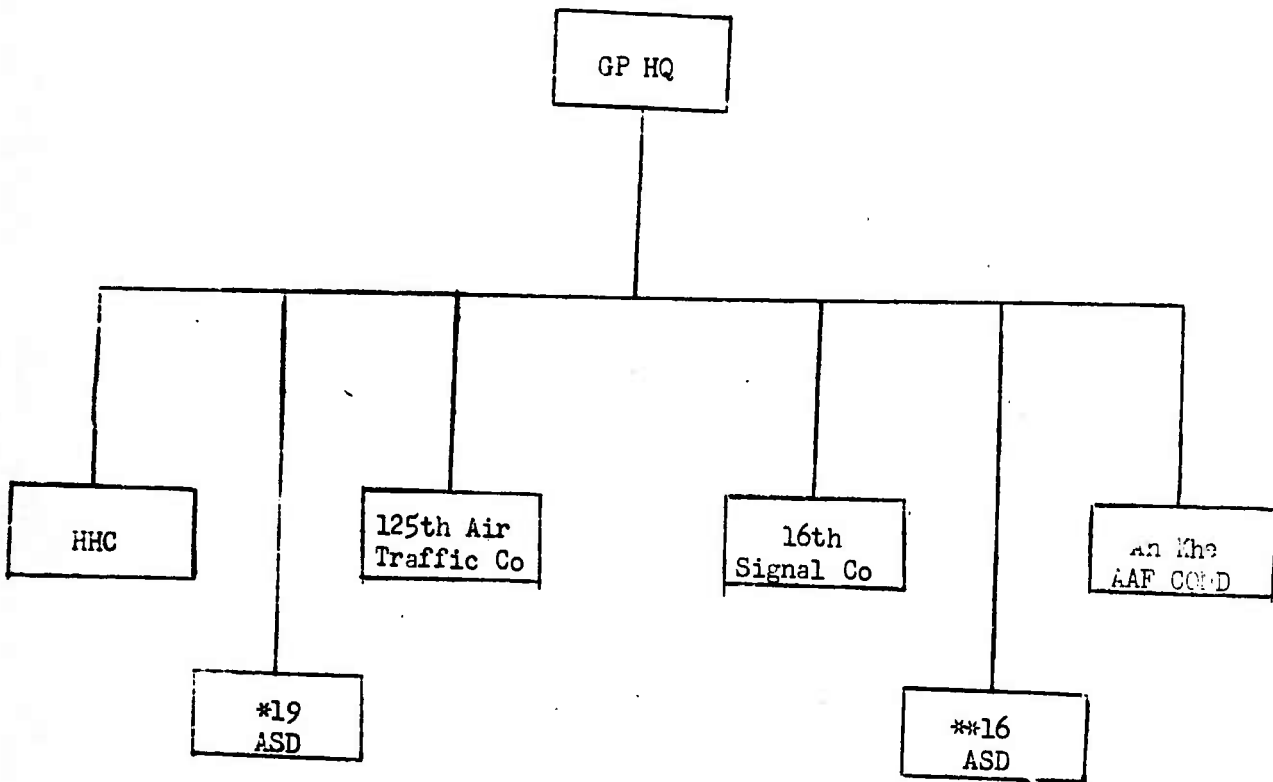 GP HQ
HHC
125th Air
Traffic Co
16th
Signal Co
An Khe
AAF
*19
ASD
**16
ASD